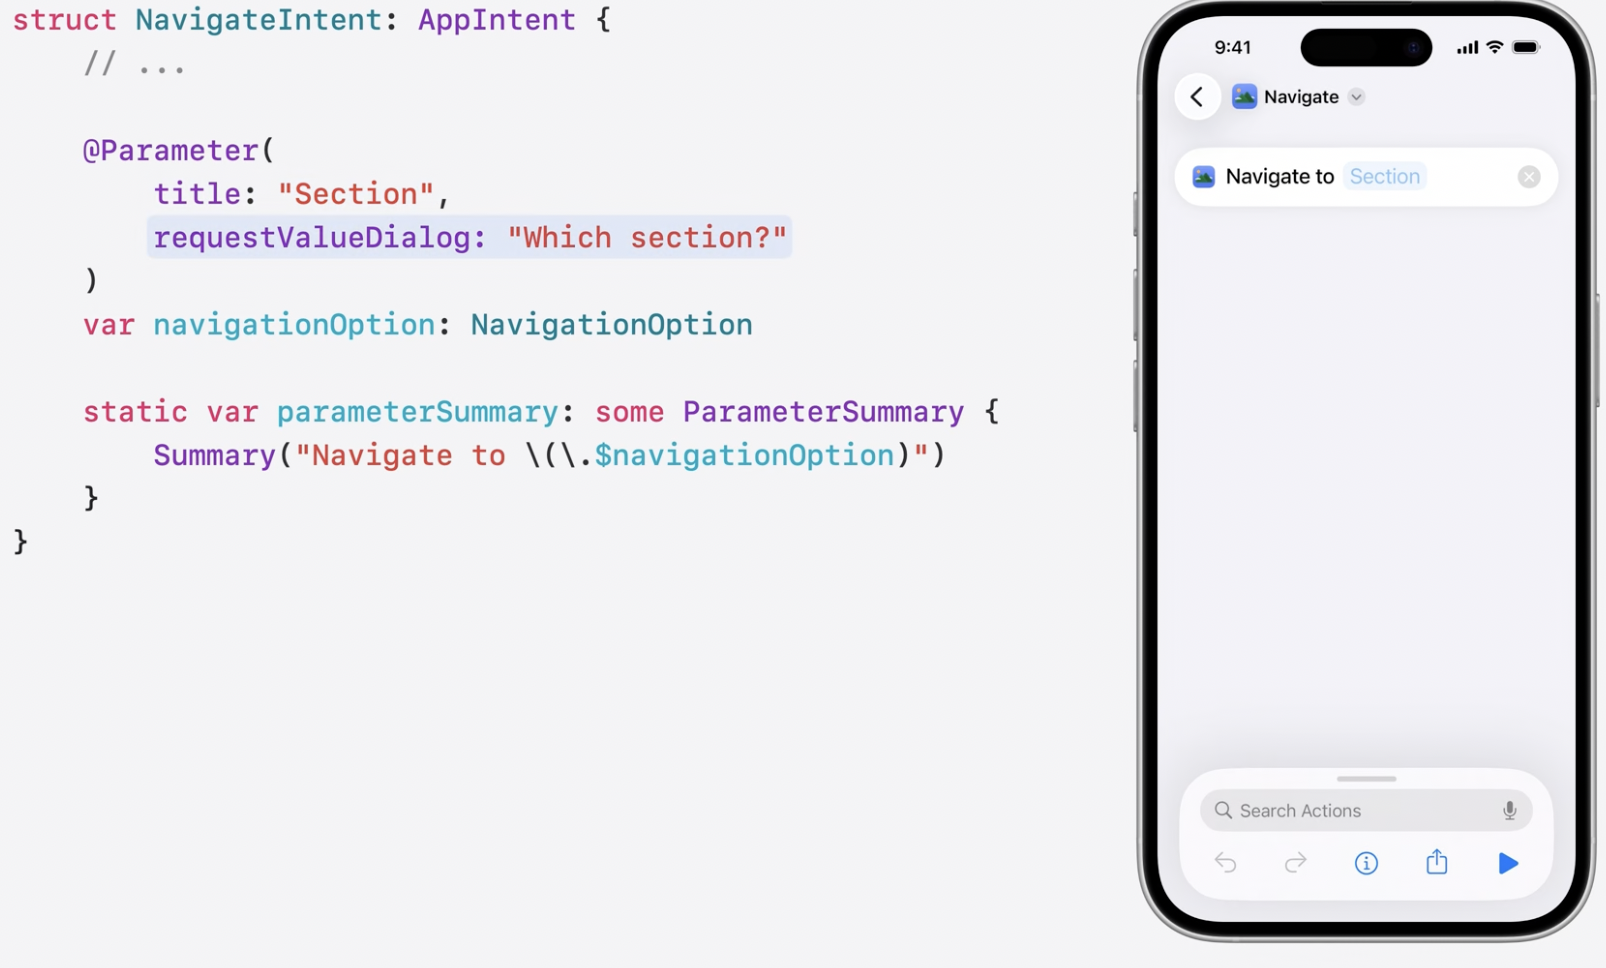 struct NavigateIntent: AppIntent {
    // ...

    @Parameter(
        title: "Section",
        requestValueDialog: "Which section?"
    )
    var navigationOption: NavigationOption

    static var parameterSummary: some ParameterSummary {
        Summary("Navigate to \(\.$navigationOption)")
    }
}
9:41
Navigate
Navigate to Section
Search Actions